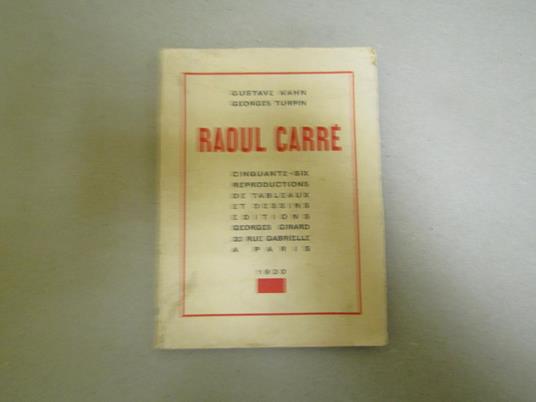 GUSTAVE KAHN
GEORGES TURPIN
RAOUL CARRÉ
CINQUANTE-SIX
REPRODUCTIONS
DE TABLEAUX
ET DESSINS
EDITIONS
GEORGES GIRARD
RUE GABRIELLE
A PARIS
1930